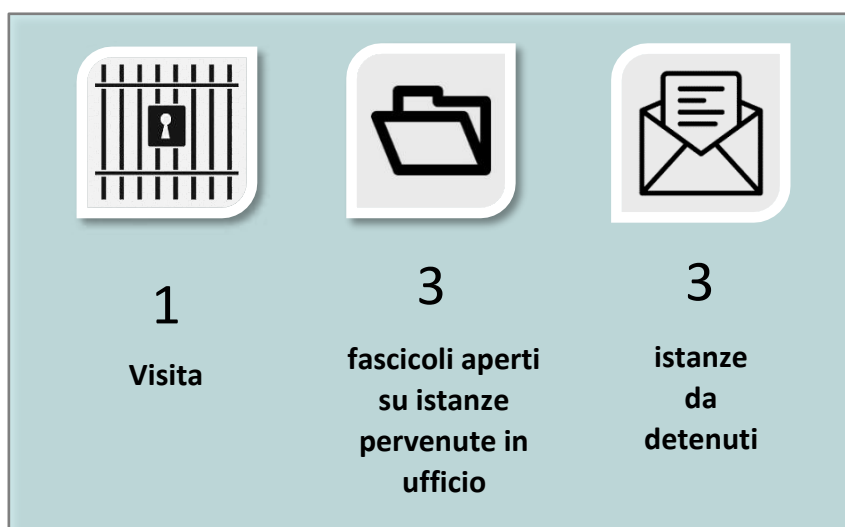 1
Visita
3
fascicoli aperti
su istanze
pervenute in
ufficio
3
istanze
da
detenuti